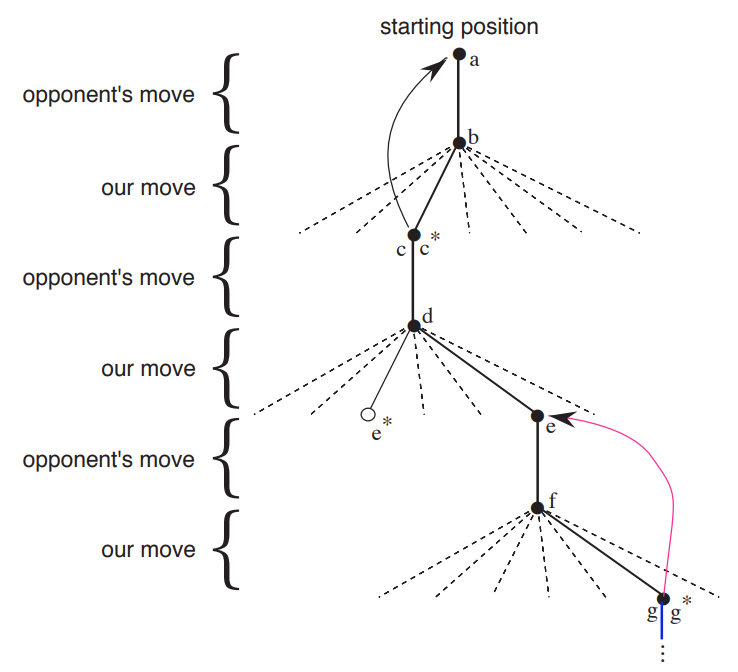 starting position
a
opponent's move
b
our move
c c*
opponent's move
d
our move
e*
e
opponent's move
f
our move
g g*